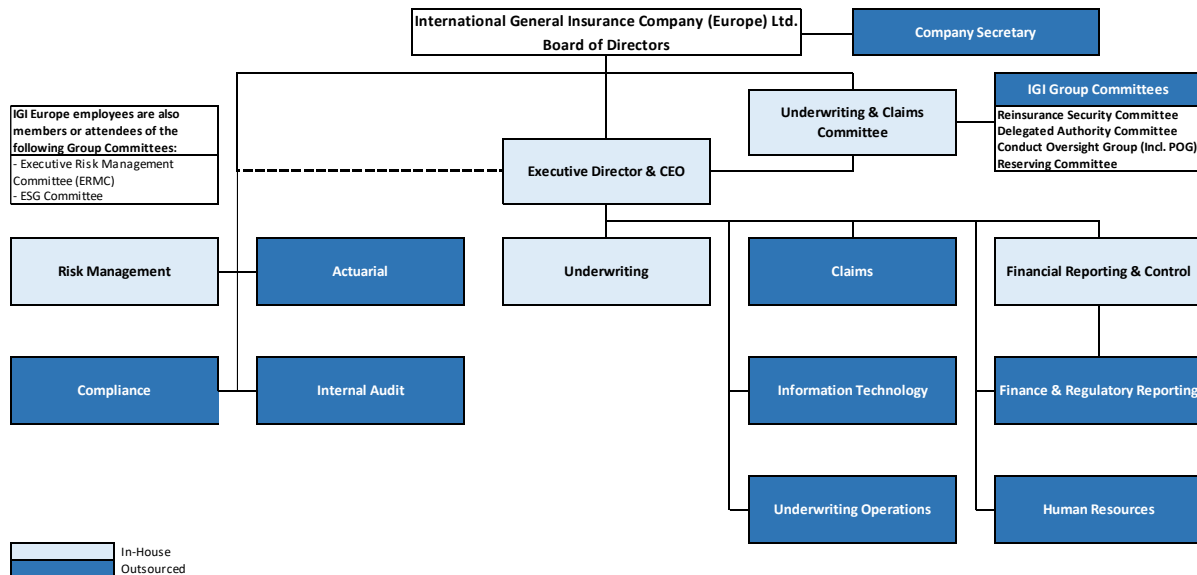 International General Insurance Company (Europe) Ltd.
Board of Directors
Company Secretary
IGI Europe employees are also
members or attendees of the
following Group Committees:
- Executive Risk Management
Committee (ERMC)
- ESG Committee
Underwriting & Claims
Committee
IGI Group Committees
Reinsurance Security Committee
Delegated Authority Committee
Conduct Oversight Group (Incl. POG)
Reserving Committee
Executive Director & CEO
Risk Management
Actuarial
Underwriting
Claims
Financial Reporting & Control
Compliance
Internal Audit
Information Technology
Finance & Regulatory Reporting
Underwriting Operations
Human Resources
In-House
Outsourced